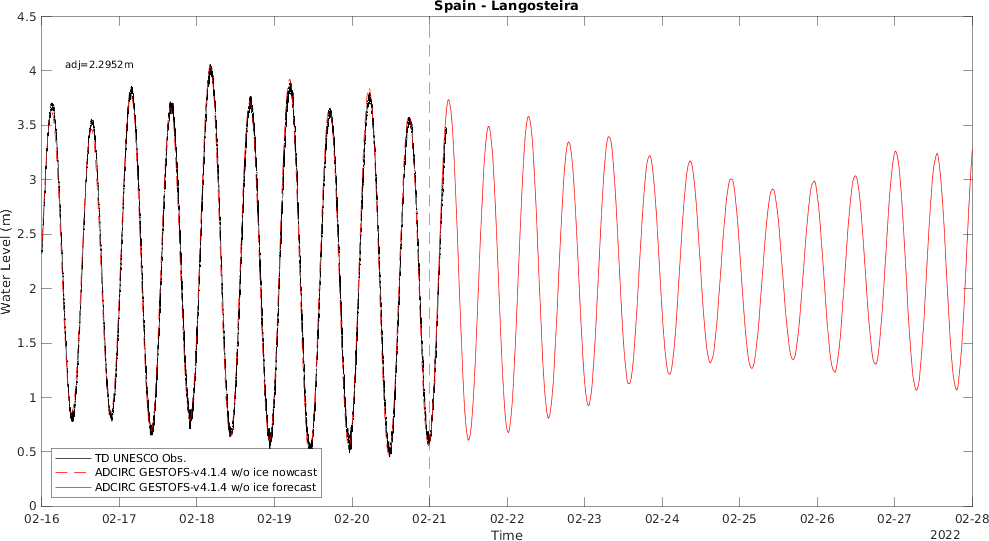 Spain - Langosteira
adj=2.2952m
Water Level (m)
4.5
4
3.5
3
2.5
2
1.5
1
0.5
0
TD UNESCO Obs.
ADCIRC GESTOFS-v4.1.4 w/o ice nowcast
ADCIRC GESTOFS-v4.1.4 w/o ice forecast
02-16 02-17 02-18 02-19 02-20 02-21 02-22 02-23 02-24 02-25 02-26 02-27 02-28
Time
2022